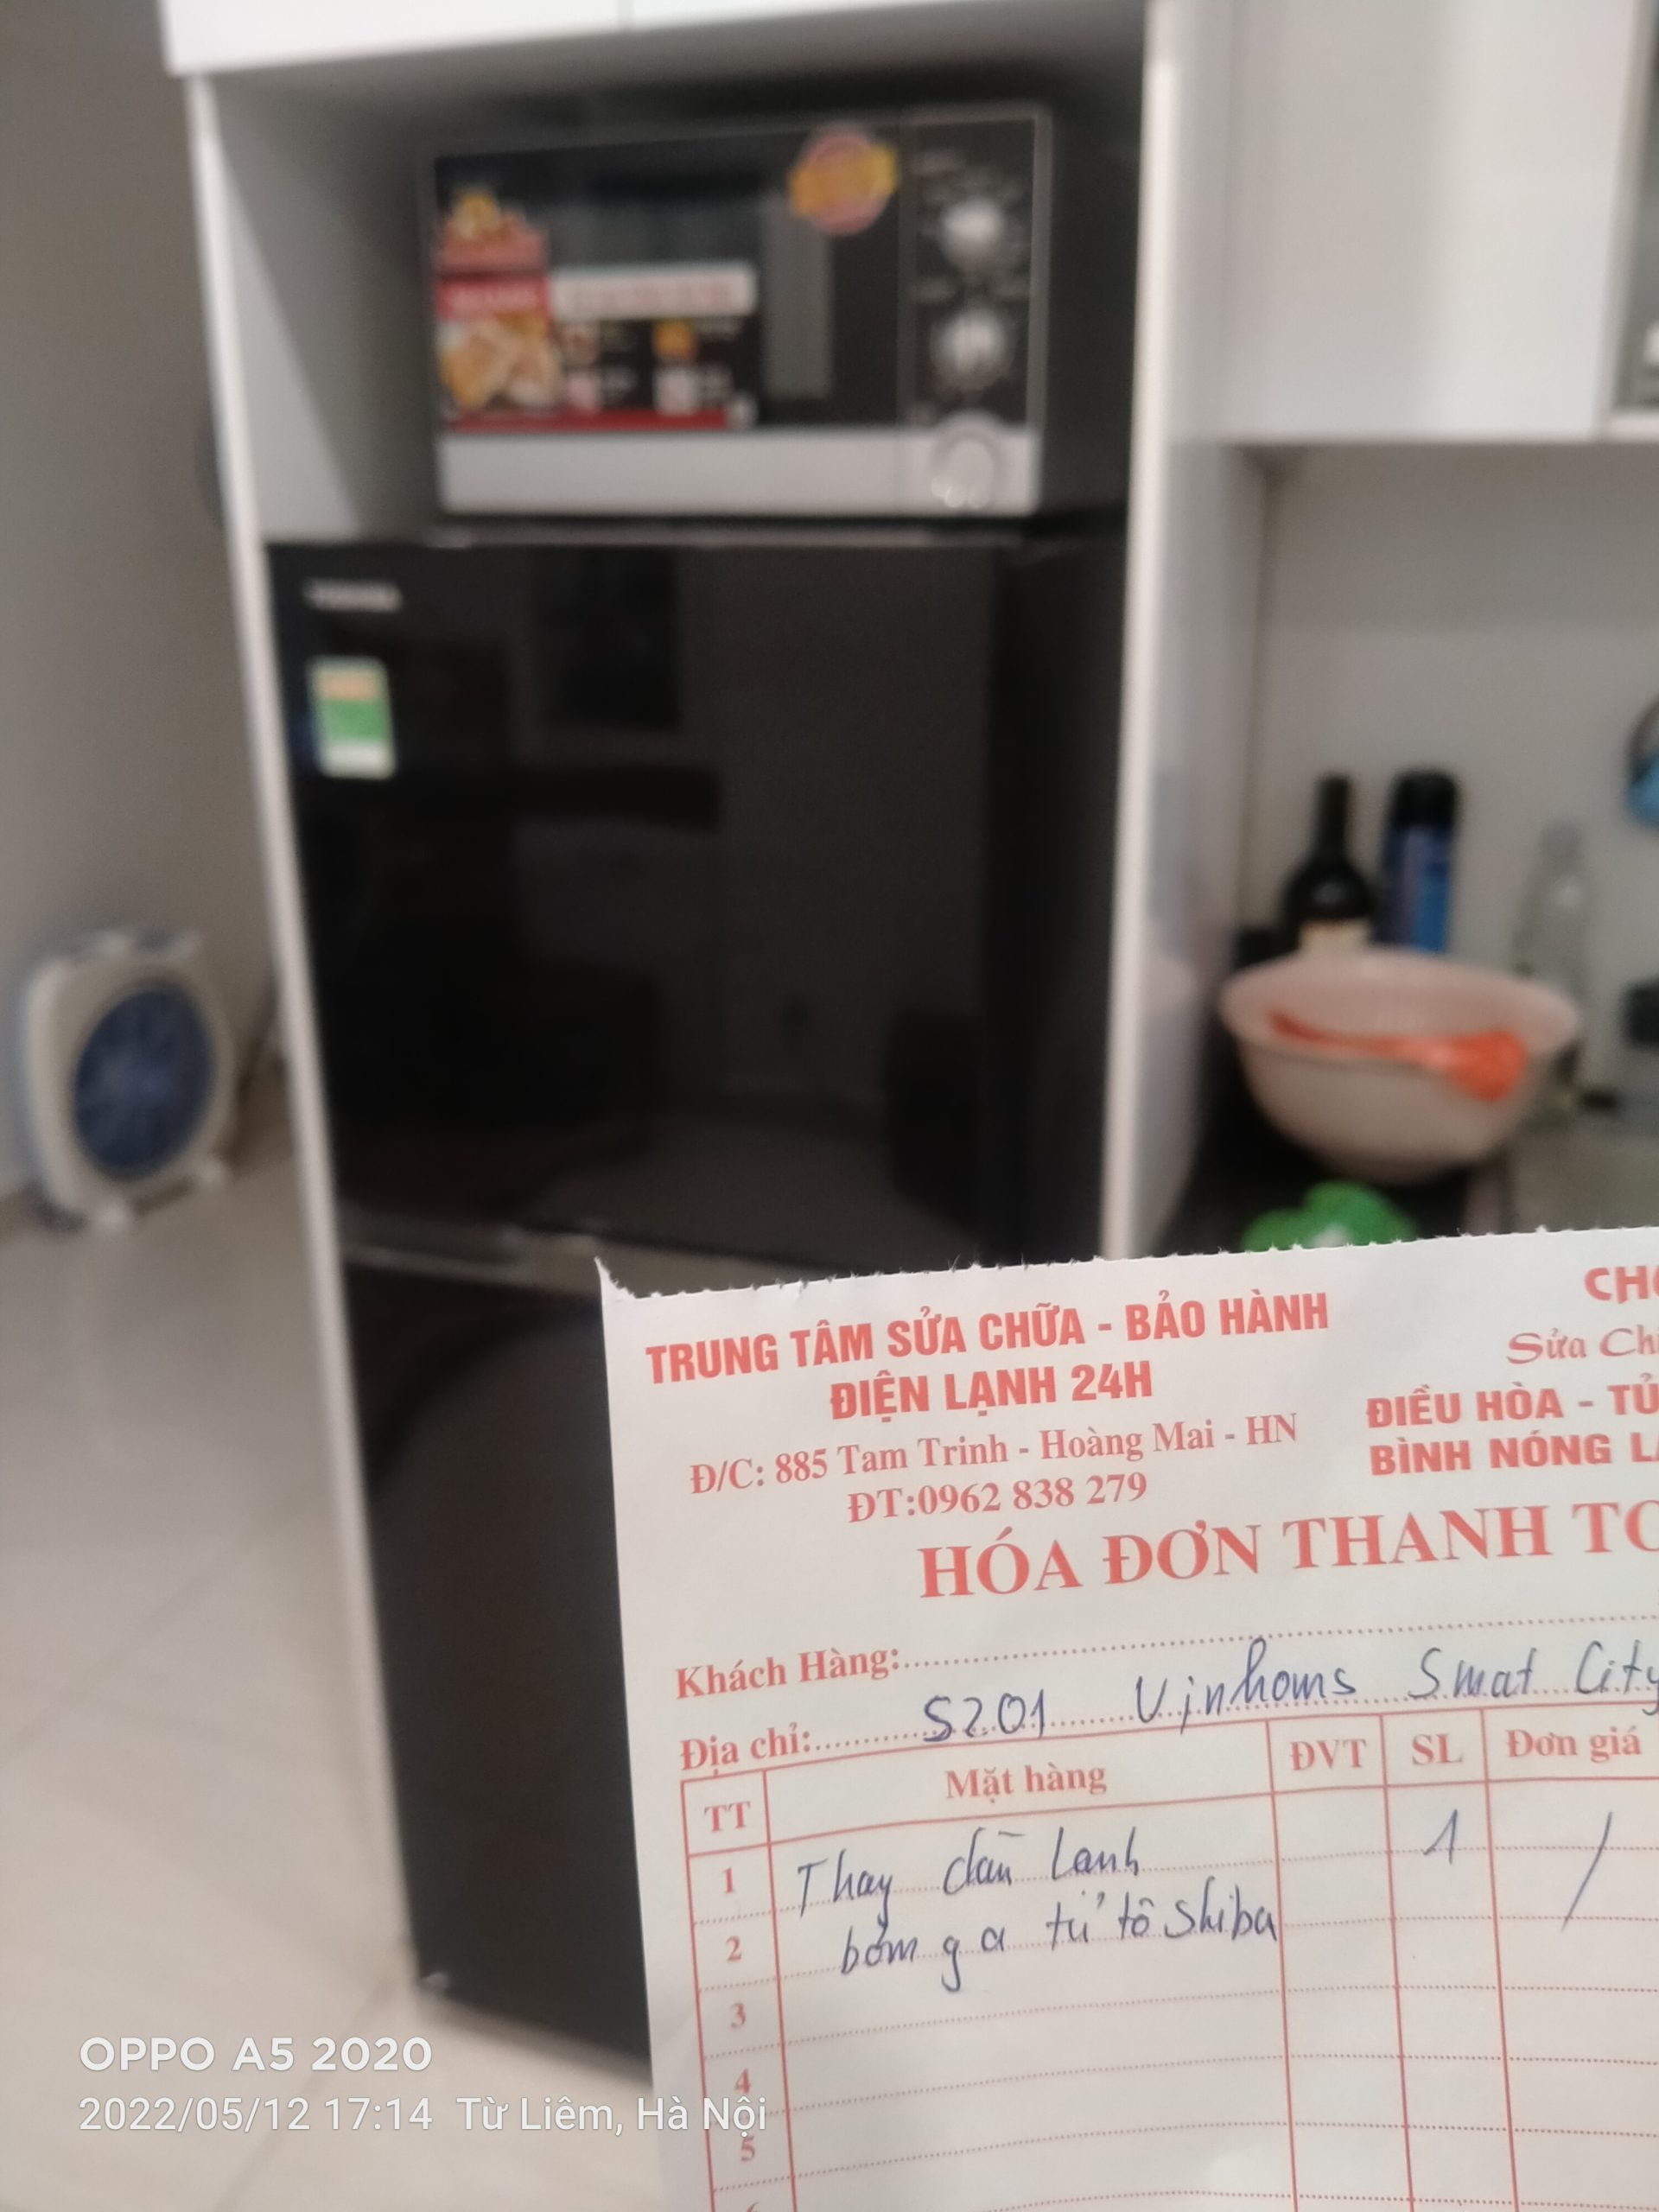 TRUNG TÂM SỬA CHỮA - BẢO HÀNH
ĐIỆN LẠNH 24H
Đ/C: 885 Tam Trinh - Hoàng Mai - HN
ĐT:0962 838 279
Sửa
ĐIỀU HÒA -
BÌNH NÓNG
HÓA ĐƠN THANH
Khách Hàng:
Địa chỉ: S201 Vinhoms Smat City
TT Mặt hàng ĐVT SL Đơn giá
1 Thay dàn lanh 1 /
2 bơm ga tủ tôshiba
3
4
5
OPPO A5 2020
2022/05/12 17:14 Từ Liêm, Hà Nội